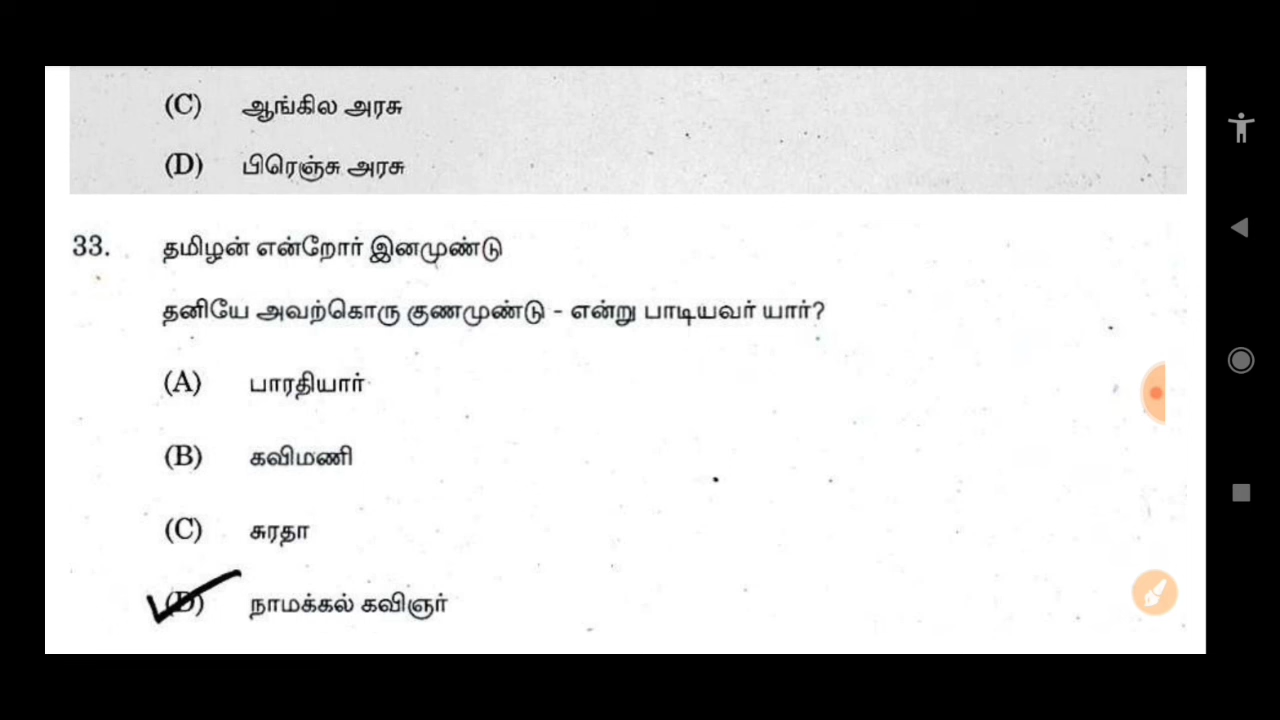 (C) ஆங்கில அரசு
(D) பிரெஞ்சு அரசு
33. தமிழன் என்றோர் இனமுண்டு
தனியே அவற்கொரு குணமுண்டு - என்று பாடியவர் யார்?
(A) பாரதியார்
(B) கவிமணி
(C) சுரதா
(D) நாமக்கல் கவிஞர்